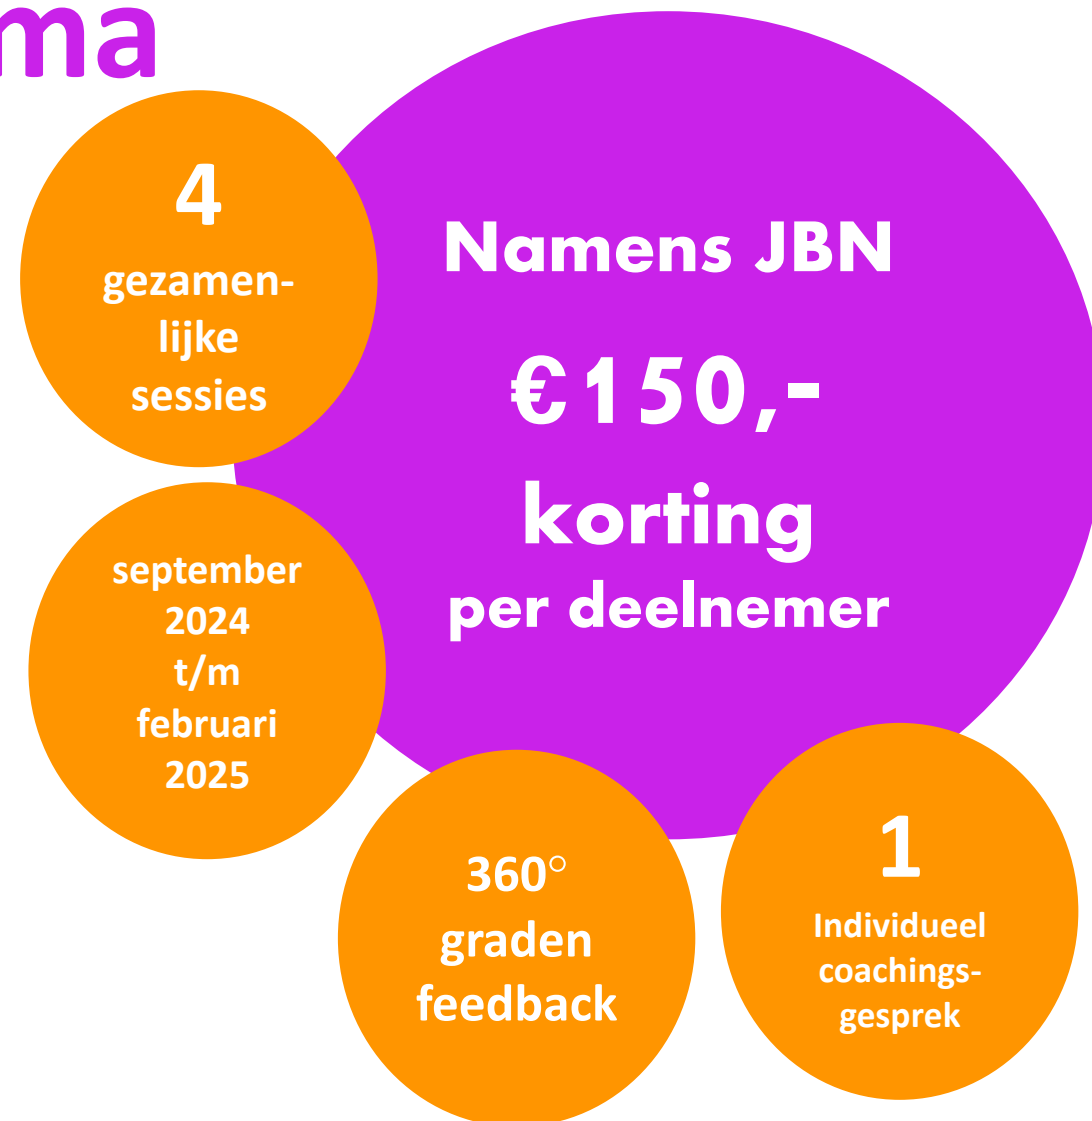 ma
4
gezamen-
lijke
sessies
Namens JBN
€150,-
korting
per deelnemer
september
2024
t/m
februari
2025
360°
graden
feedback
1
Individueel
coachings-
gesprek